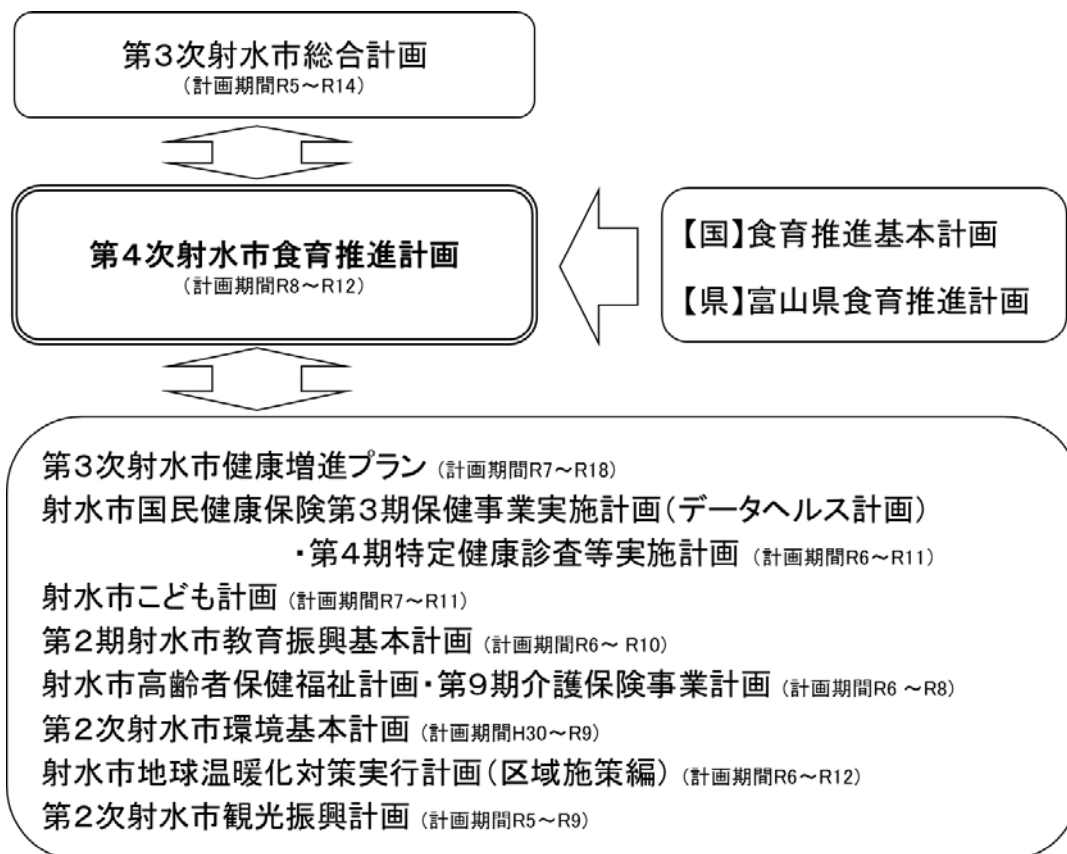 第3次射水市総合計画
(計画期間R5～R14)
第4次射水市食育推進計画
(計画期間R8～R12)
【国】食育推進基本計画
【県】富山県食育推進計画
第3次射水市健康増進プラン (計画期間R7～R18)
射水市国民健康保険第3期保健事業実施計画(データヘルス計画)
・第4期特定健康診査等実施計画 (計画期間R6～R11)
射水市こども計画 (計画期間R7～R11)
第2期射水市教育振興基本計画 (計画期間R6～ R10)
射水市高齢者保健福祉計画・第9期介護保険事業計画 (計画期間R6 ～R8)
第2次射水市環境基本計画 (計画期間H30～R9)
射水市地球温暖化対策実行計画(区域施策編) (計画期間R6～R12)
第2次射水市観光振興計画 (計画期間R5～R9)